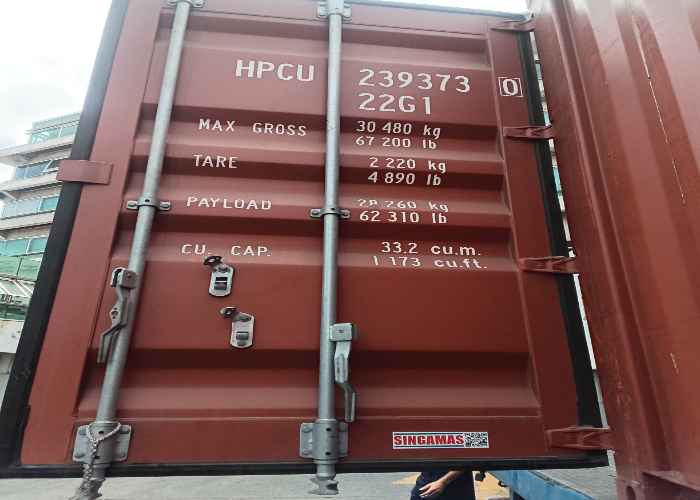 HPCU 239373 0
22G1
MAX GROSS 30 480 kg
67 200 lb
TARE 2 220 kg
4 890 lb
PAYLOAD 28 260 kg
62 310 lb
CU. CAP. 33.2 cu.m.
1 173 cu.ft.
SINGAMAS